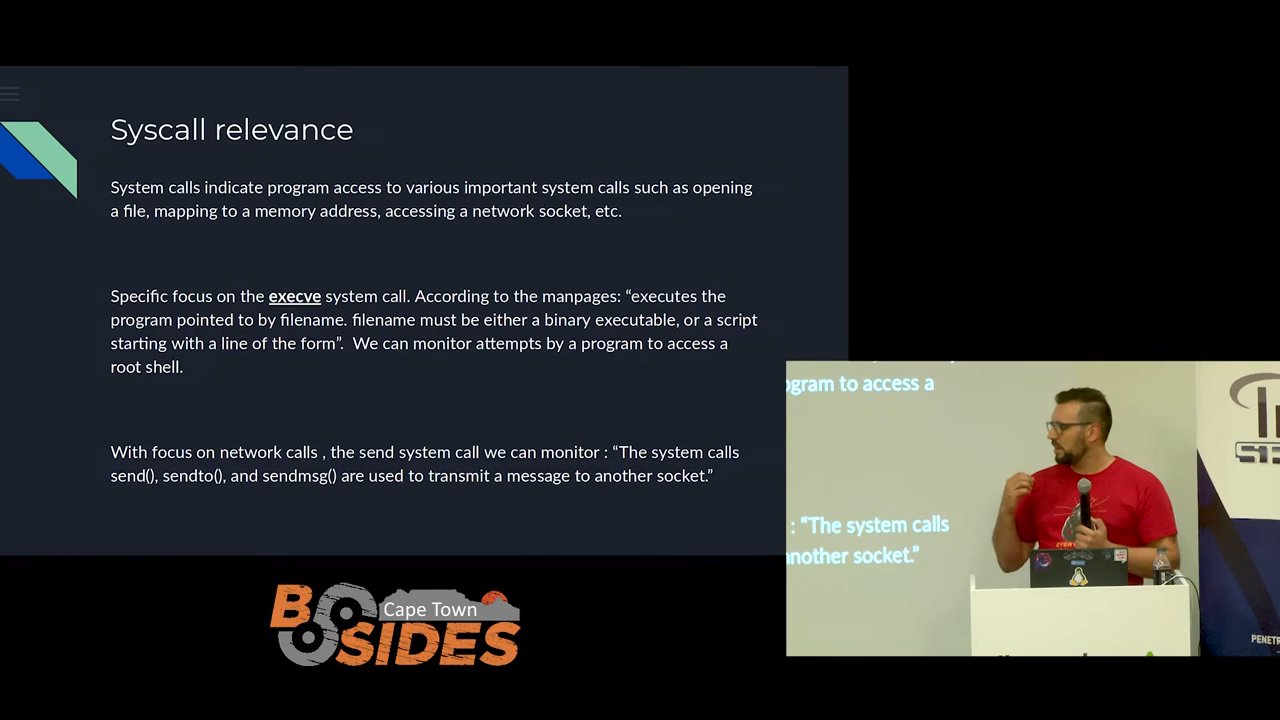 Syscall relevance
System calls indicate program access to various important system calls such as opening
a file, mapping to a memory address, accessing a network socket, etc.
Specific focus on the execve system call. According to the manpages: “executes the
program pointed to by filename. filename must be either a binary executable, or a script
starting with a line of the form”.  We can monitor attempts by a program to access a
root shell.
With focus on network calls , the send system call we can monitor : “The system calls
send(), sendto(), and sendmsg() are used to transmit a message to another socket.”
ogram to access a
: “The system calls
another socket.”
PENETR
BSIDES
Cape Town